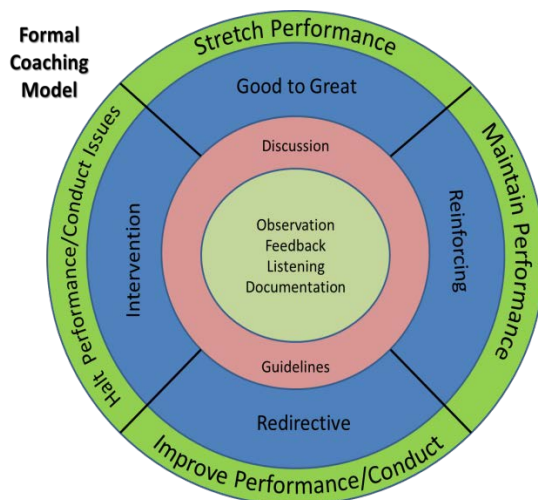 Formal
Coaching
Model
Stretch Performance
Good to Great
Discussion
Halt Performance/Conduct Issues
Intervention
Observation
Feedback
Listening
Documentation
Reinforcing
Maintain Performance
Guidelines
Redirective
Improve Performance/Conduct